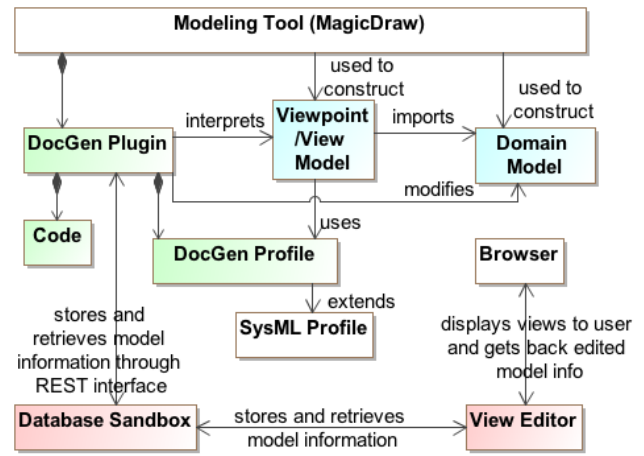 Modeling Tool (MagicDraw)
used to
construct
used to
construct
Viewpoint
/View
Model
interprets
imports
DocGen Plugin
Domain
Model
modifies
Code
uses
DocGen Profile
Browser
extends
SysML Profile
stores and
retrieves model
information through
REST interface
displays views to user
and gets back edited
model info
Database Sandbox
stores and retrieves
model information
View Editor